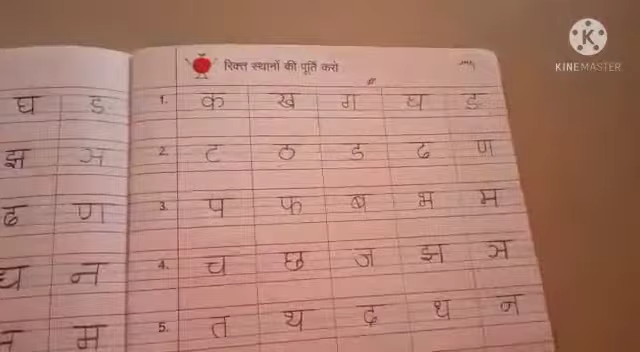 रिक्त स्थानों की पूर्ति करो
घ ङ
1. क ख ग घ ङ
झ ञ
2. ट ठ ड ढ ण
ढ ण
3. प फ ब भ म
ध न
4. च छ ज झ ञ
म
5. त थ द ध न
K
KINEMASTER